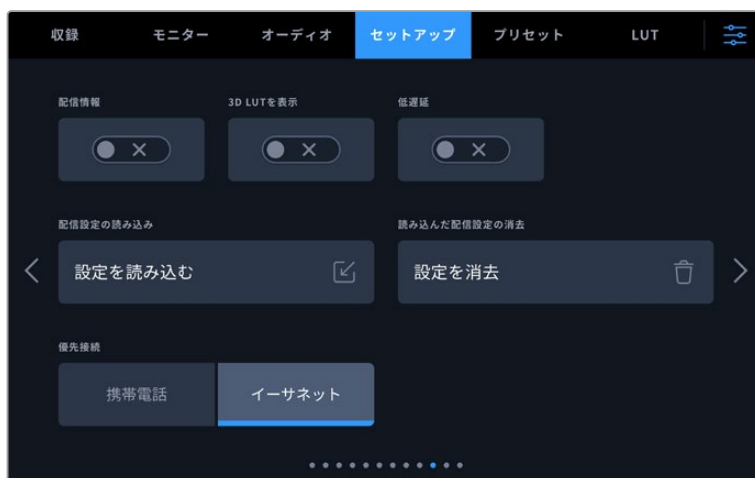 収録 モニター オーディオ セットアップ プリセット LUT
配信情報 3D LUTを表示 低遅延
配信設定の読み込み 読み込んだ配信設定の消去
設定を読み込む 設定を消去
優先接続
携帯電話 イーサネット